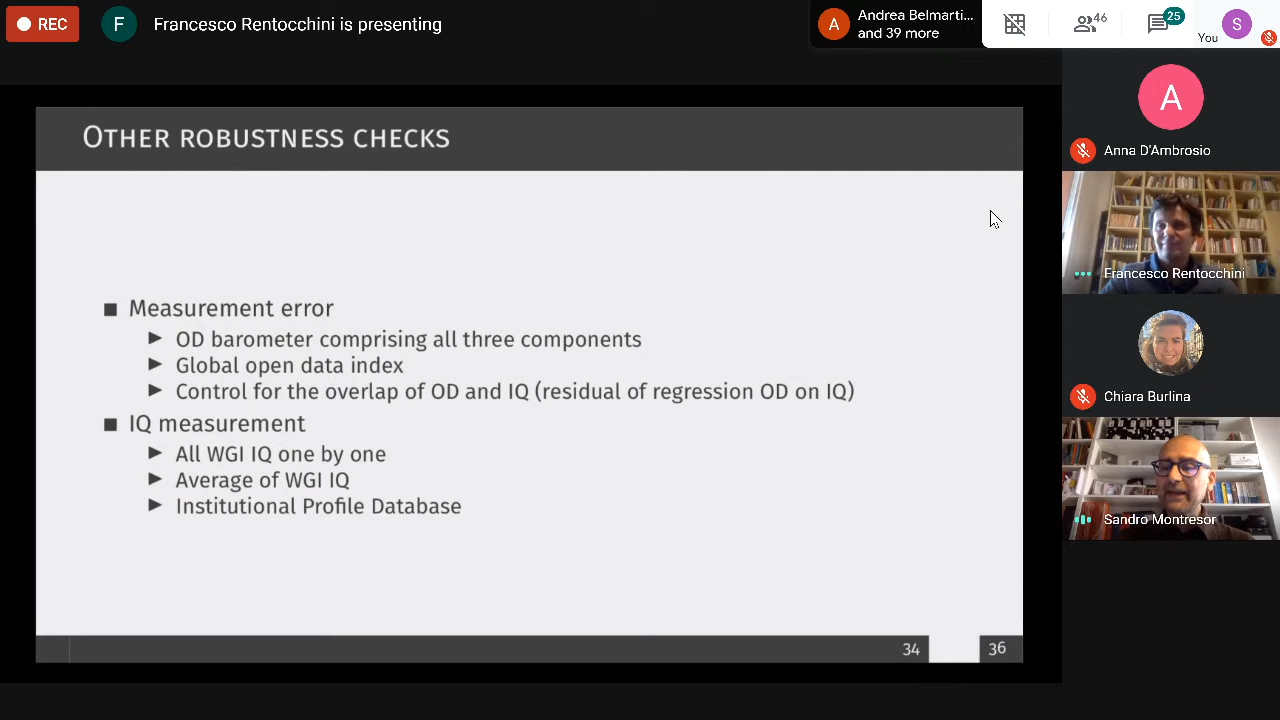 REC
F
Francesco Rentocchini is presenting
A
Andrea Belmarti...
and 39 more
46
25
You
S
OTHER ROBUSTNESS CHECKS
Measurement error
OD barometer comprising all three components
Global open data index
Control for the overlap of OD and IQ (residual of regression OD on IQ)
IQ measurement
All WGI IQ one by one
Average of WGI IQ
Institutional Profile Database
34
36
A
Anna D'Ambrosio
Francesco Rentocchini
Chiara Burlina
Sandro Montresor